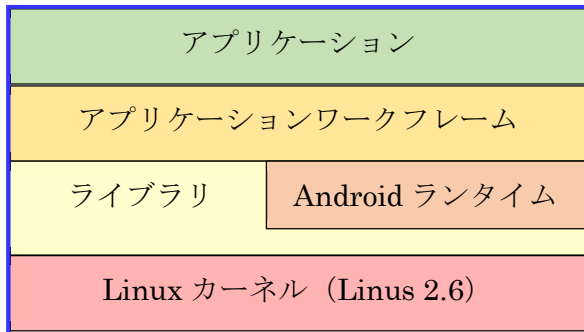 アプリケーション
アプリケーションワークフレーム
ライブラリ
Android ランタイム
Linux カーネル（Linus 2.6）